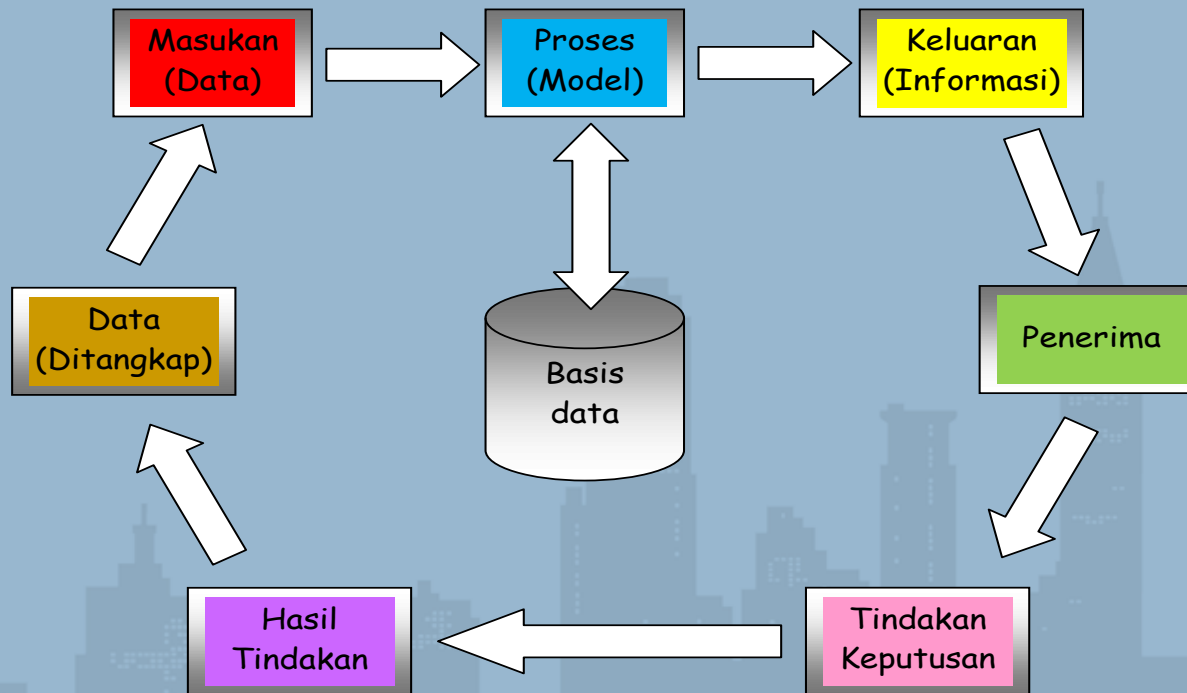 Masukan
(Data)
Proses
(Model)
Keluaran
(Informasi)
Data
(Ditangkap)
Basis
data
Penerima
Hasil
Tindakan
Tindakan
Keputusan